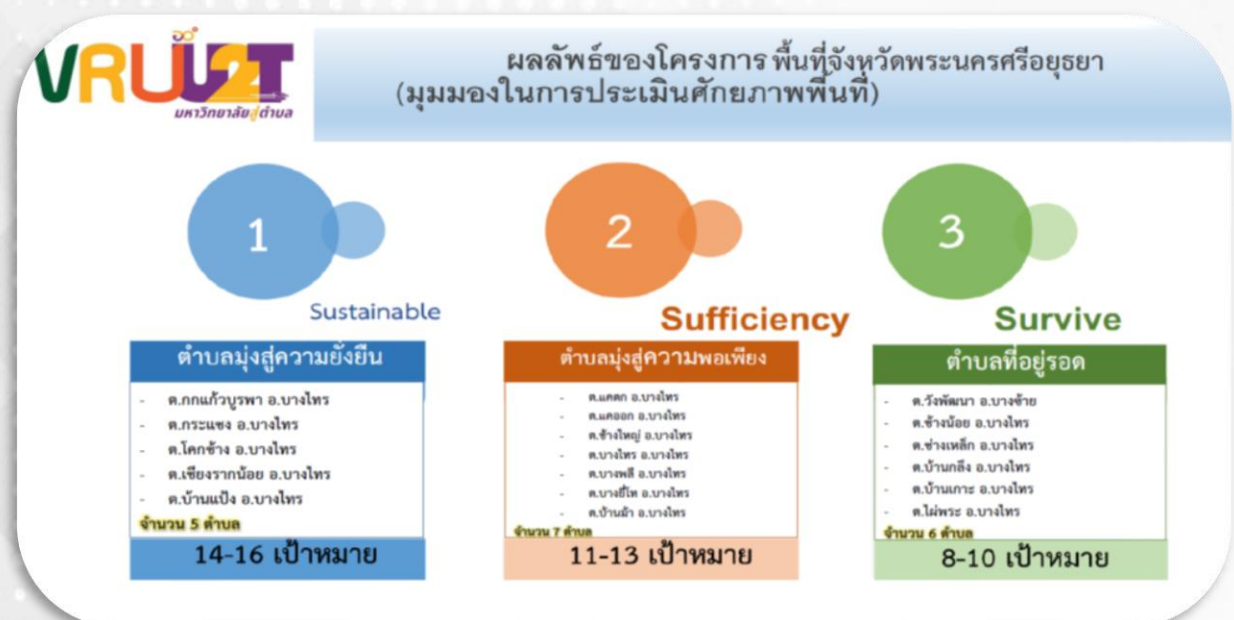 VRU U2T
มหาวิทยาลัยสู่ตำบล
ผลลัพธ์ของโครงการ พื้นที่จังหวัดพระนครศรีอยุธยา
(มุมมองในการประเมินศักยภาพพื้นที่)
1
Sustainable
ตำบลมุ่งสู่ความยั่งยืน
- ต.กกแก้วบูรพา อ.บางไทร
- ต.กระแชง อ.บางไทร
- ต.โคกช้าง อ.บางไทร
- ต.เชียงรากน้อย อ.บางไทร
- ต.บ้านแป้ง อ.บางไทร
จำนวน 5 ตำบล
14-16 เป้าหมาย
2
Sufficiency
ตำบลมุ่งสู่ความพอเพียง
- ต.แคตก อ.บางไทร
- ต.แคออก อ.บางไทร
- ต.ช้างใหญ่ อ.บางไทร
- ต.บางไทร อ.บางไทร
- ต.บางพลี อ.บางไทร
- ต.บางยี่โท อ.บางไทร
- ต.บ้านม้า อ.บางไทร
จำนวน 7 ตำบล
11-13 เป้าหมาย
3
Survive
ตำบลที่อยู่รอด
- ต.วังพัฒนา อ.บางซ้าย
- ต.ช้างน้อย อ.บางไทร
- ต.ช่างเหล็ก อ.บางไทร
- ต.บ้านกลึง อ.บางไทร
- ต.บ้านเกาะ อ.บางไทร
- ต.ไผ่พระ อ.บางไทร
จำนวน 6 ตำบล
8-10 เป้าหมาย